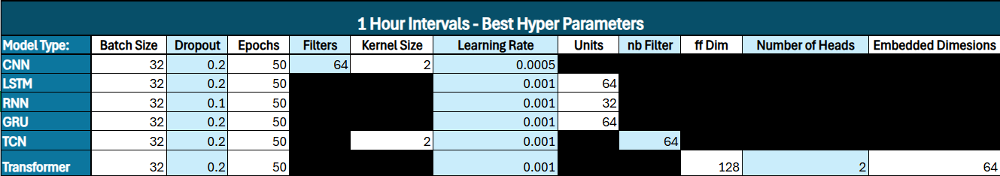 1 Hour Intervals - Best Hyper Parameters
Model Type: Batch Size Dropout Epochs Filters Kernel Size Learning Rate Units nb Filter ff Dim Number of Heads Embedded Dimesions
CNN 32 0.2 50 64 2 0.0005
LSTM 32 0.2 50 0.001 64
RNN 32 0.1 50 0.001 32
GRU 32 0.2 50 0.001 64
TCN 32 0.2 50 2 0.001 64
Transformer 32 0.2 50 0.001 128 2 64